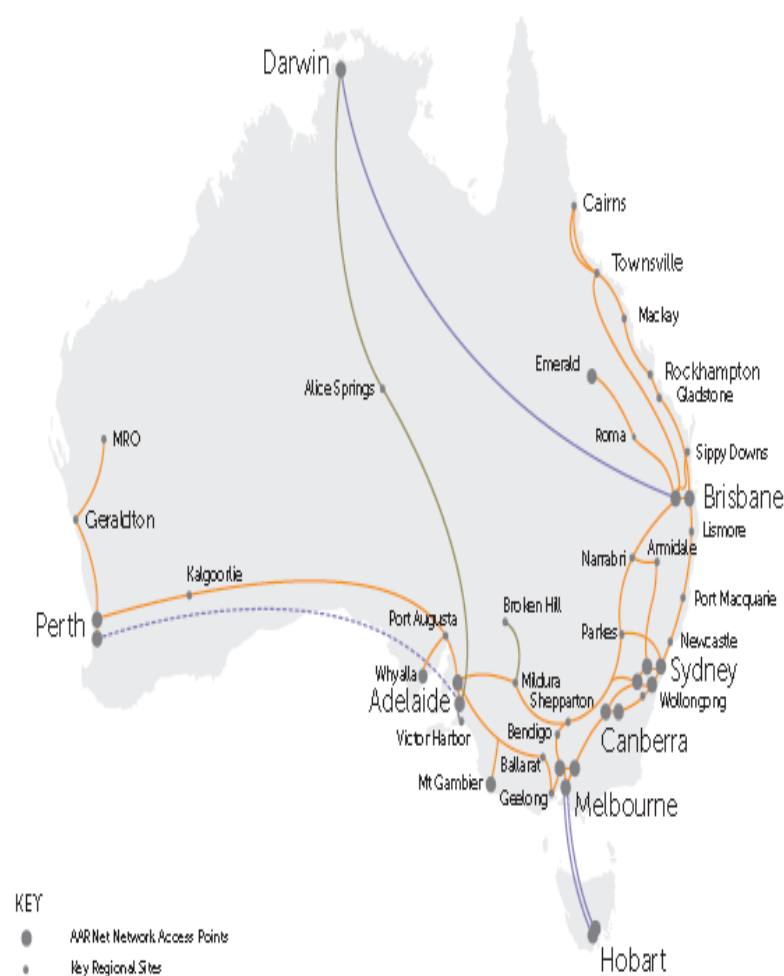 Darwin
Cairns
Townsville
Mackay
Emerald
Rockhampton
Gladstone
Alice Springs
Roma
MRO
Sippy Downs
Brisbane
Geraldton
Lismore
Armidale
Narrabri
Kalgoorlie
Port Macquarie
Broken Hill
Port Augusta
Perth
Parkes
Newcastle
Whyalla
Mildura
Sydney
Adelaide
Shepparton
Wollongong
Victor Harbor
Bendigo
Canberra
Ballarat
Mt Gambier
Geelong
Melbourne
KEY
AARNet Network Access Points
Key Regional Sites
Hobart